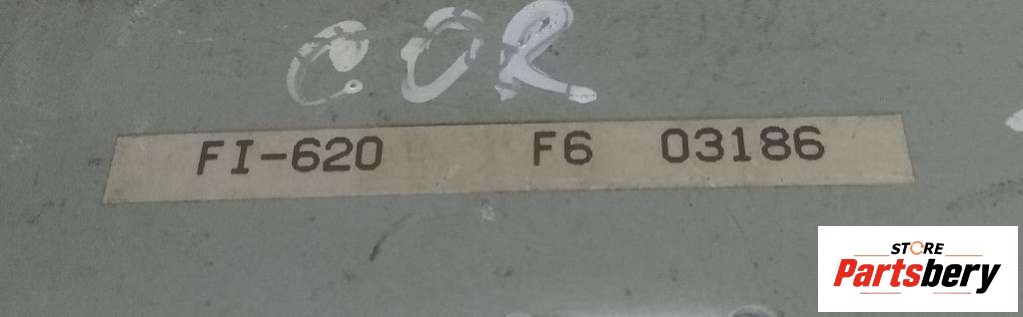 COR
FI-620 F6 03186
STORE
Partsbery